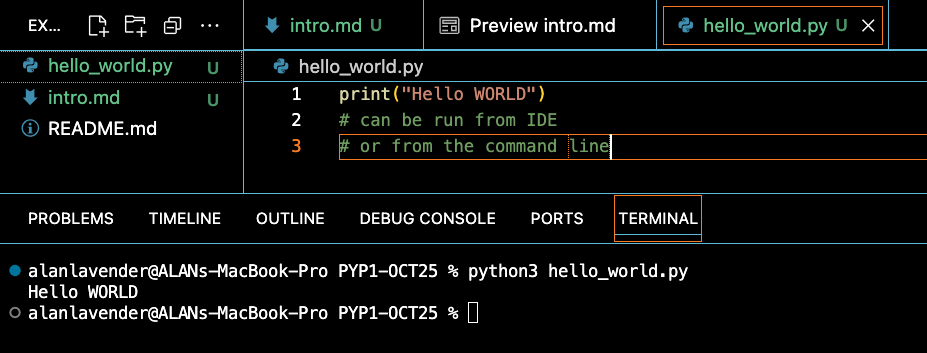 EX... ...
intro.md U
Preview intro.md
hello_world.py U
hello_world.py U
intro.md U
README.md
hello_world.py
1 print("Hello WORLD")
2 # can be run from IDE
3 # or from the command line
PROBLEMS TIMELINE OUTLINE DEBUG CONSOLE PORTS TERMINAL
alanlavender@ALANs-MacBook-Pro PYP1-OCT25 % python3 hello_world.py
Hello WORLD
alanlavender@ALANs-MacBook-Pro PYP1-OCT25 %